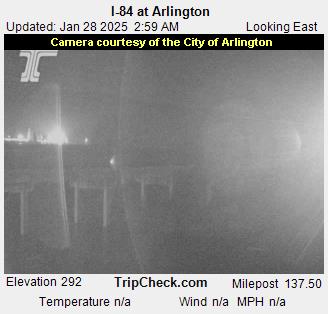 I-84 at Arlington
Updated: Jan 28 2025 2:59 AM Looking East
Camera courtesy of the City of Arlington
Elevation 292 TripCheck.com Milepost 137.50
Temperature n/a Wind n/a MPH n/a